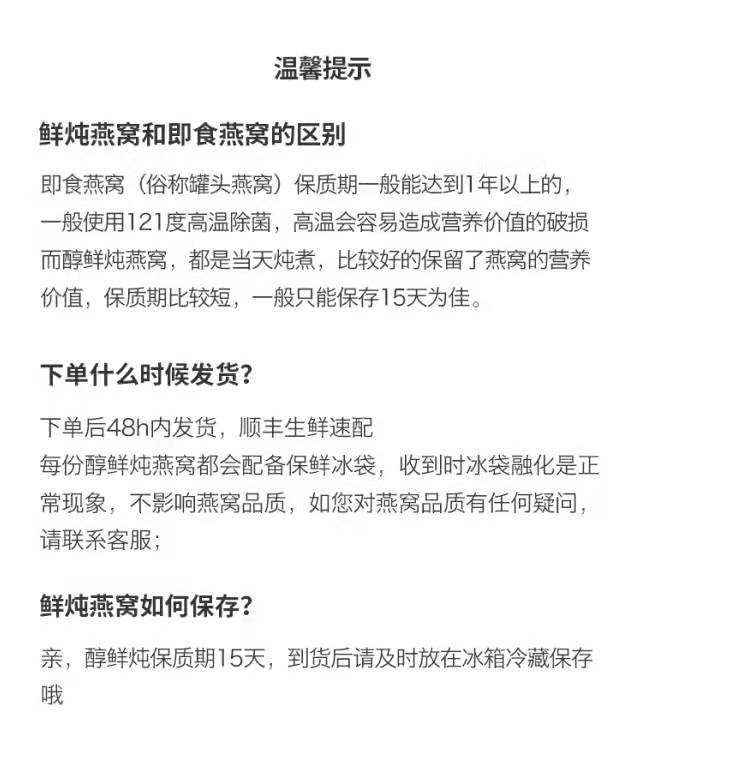 温馨提示
鲜炖燕窝和即食燕窝的区别
即食燕窝（俗称罐头燕窝）保质期一般能达到1年以上的，
一般使用121度高温除菌，高温会容易造成营养价值的破损
而醇鲜炖燕窝，都是当天炖煮，比较好的保留了燕窝的营养
价值，保质期比较短，一般只能保存15天为佳。
下单什么时候发货？
下单后48h内发货，顺丰生鲜速配
每份醇鲜炖燕窝都会配备保鲜冰袋，收到时冰袋融化是正
常现象，不影响燕窝品质，如您对燕窝品质有任何疑问，
请联系客服；
鲜炖燕窝如何保存？
亲，醇鲜炖保质期15天，到货后请及时放在冰箱冷藏保存
哦